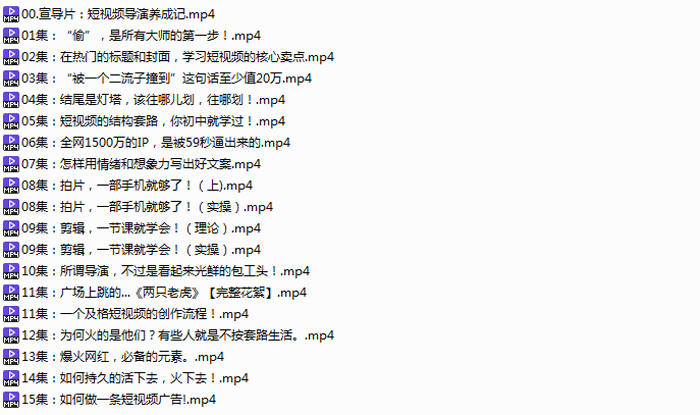 00.宣导片：短视频导演养成记.mp4
01集：“偷”，是所有大师的第一步！.mp4
02集：在热门的标题和封面，学习短视频的核心卖点.mp4
03集：“被一个二流子撞到”这句话至少值20万.mp4
04集：结尾是灯塔，该往哪儿划，往哪划！.mp4
05集：短视频的结构套路，你初中就学过！.mp4
06集：全网1500万的IP，是被59秒逼出来的.mp4
07集：怎样用情绪和想象力写出好文案.mp4
08集：拍片，一部手机就够了！（上).mp4
08集：拍片，一部手机就够了！（实操）.mp4
09集：剪辑，一节课就学会！（理论）.mp4
09集：剪辑，一节课就学会！（实操）.mp4
10集：所谓导演，不过是看起来光鲜的包工头！.mp4
11集：广场上跳的...《两只老虎》【完整花絮】.mp4
11集：一个及格短视频的创作流程！.mp4
12集：为何火的是他们？有些人就是不按套路生活。.mp4
13集：爆火网红，必备的元素。.mp4
14集：如何持久的活下去，火下去！.mp4
15集：如何做一条短视频广告!.mp4